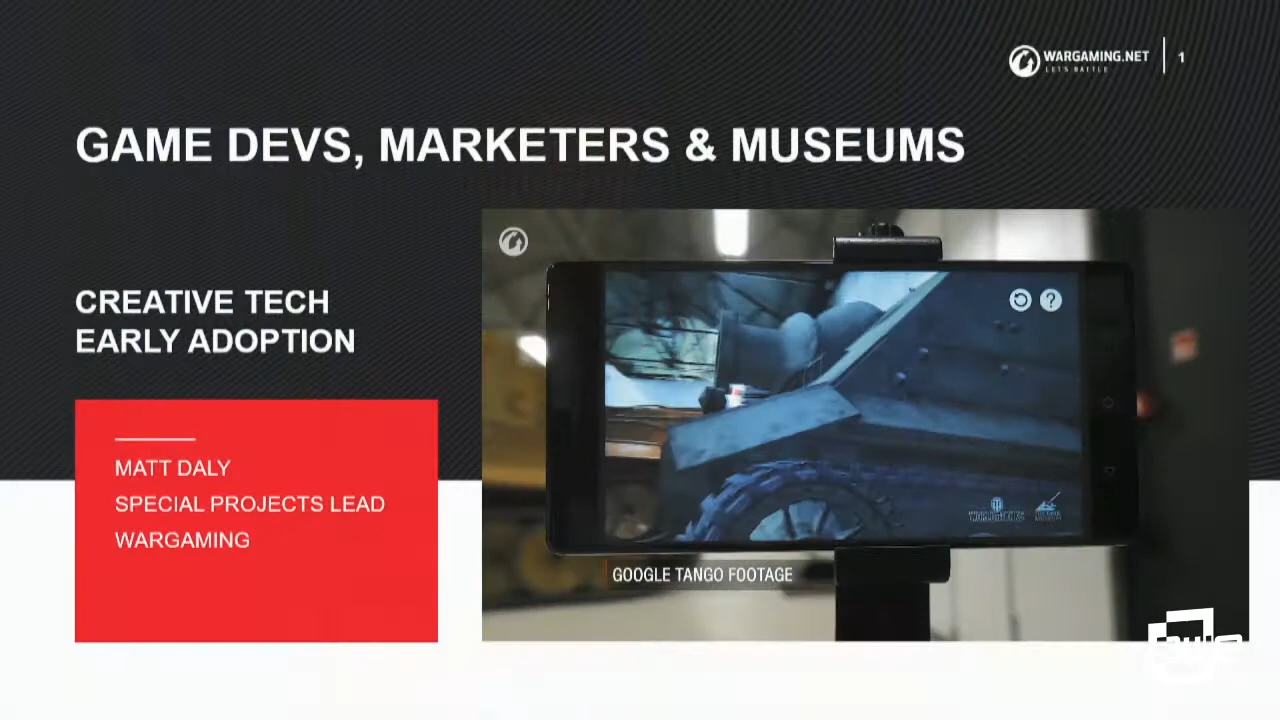 WARGAMING.NET
LET'S BATTLE
1
GAME DEVS, MARKETERS & MUSEUMS
CREATIVE TECH
EARLY ADOPTION
MATT DALY
SPECIAL PROJECTS LEAD
WARGAMING
?
GOOGLE TANGO FOOTAGE